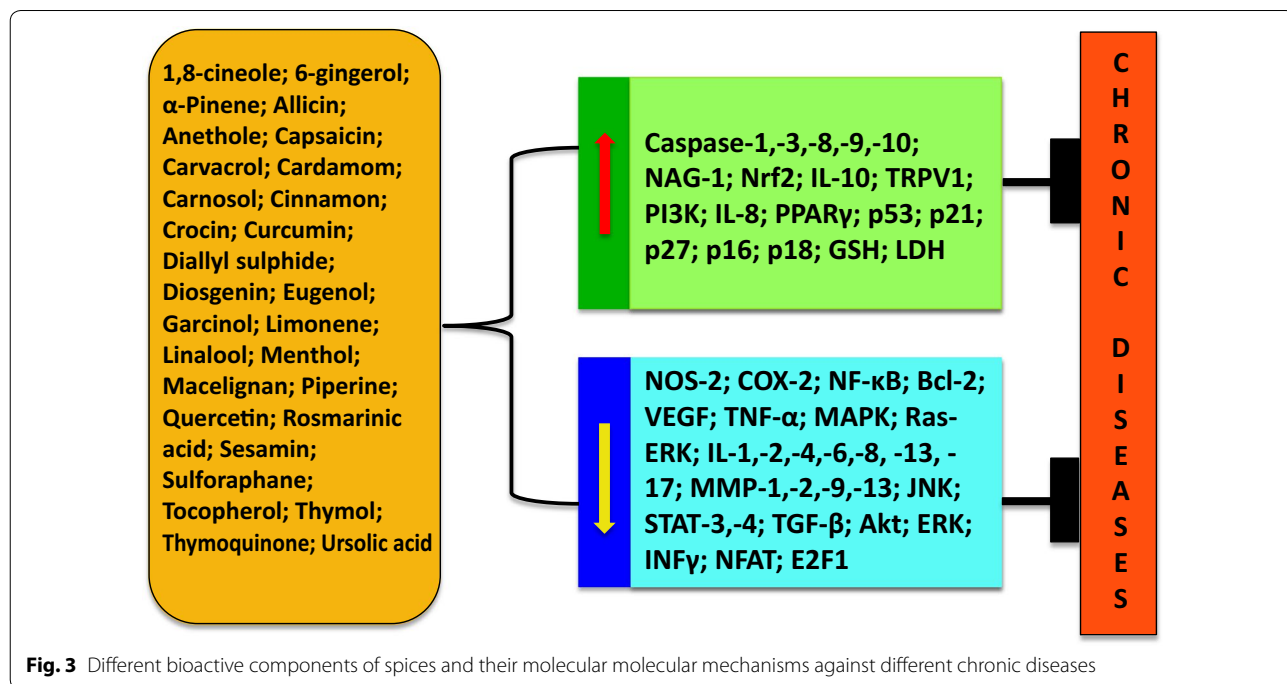 1,8-cineole; 6-gingerol;
α-Pinene; Allicin;
Anethole; Capsaicin;
Carvacrol; Cardamom;
Carnosol; Cinnamon;
Crocin; Curcumin;
Diallyl sulphide;
Diosgenin; Eugenol;
Garcinol; Limonene;
Linalool; Menthol;
Macelignan; Piperine;
Quercetin; Rosmarinic
acid; Sesamin;
Sulforaphane;
Tocopherol; Thymol;
Thymoquinone; Ursolic acid
Caspase-1,-3,-8,-9,-10;
NAG-1; Nrf2; IL-10; TRPV1;
PI3K; IL-8; PPARγ; p53; p21;
p27; p16; p18; GSH; LDH
NOS-2; COX-2; NF-κB; Bcl-2;
VEGF; TNF-α; MAPK; Ras-
ERK; IL-1,-2,-4,-6,-8, -13, -
17; MMP-1,-2,-9,-13; JNK;
STAT-3,-4; TGF-β; Akt; ERK;
INFγ; NFAT; E2F1
CHRONIC DISEASES
Fig. 3 Different bioactive components of spices and their molecular molecular mechanisms against different chronic diseases